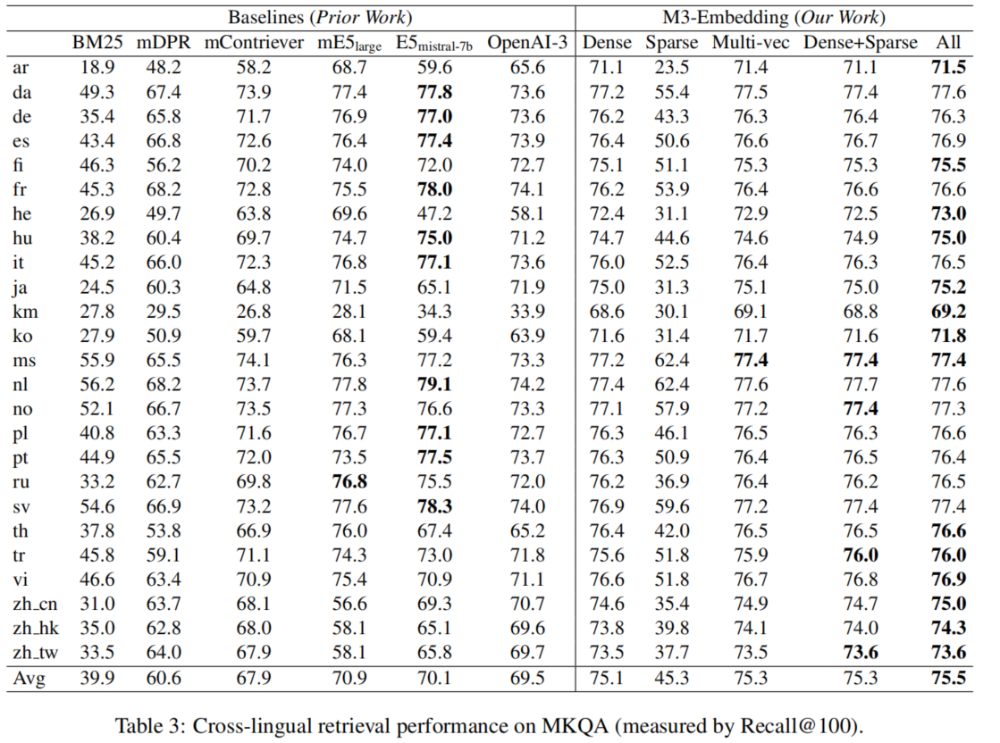 Baselines (Prior Work) M3-Embedding (Our Work)
BM25 mDPR mContriever mE5large E5mistral-7b OpenAI-3 Dense Sparse Multi-vec Dense+Sparse All
ar 18.9 48.2 58.2 68.7 59.6 65.6 71.1 23.5 71.4 71.1 71.5
da 49.3 67.4 73.9 77.4 77.8 73.6 77.2 55.4 77.5 77.4 77.6
de 35.4 65.8 71.7 76.9 77.0 73.6 76.2 43.3 76.3 76.4 76.3
es 43.4 66.8 72.6 76.4 77.4 73.9 76.4 50.6 76.6 76.7 76.9
fi 46.3 56.2 70.2 74.0 72.0 72.7 75.1 51.1 75.3 75.3 75.5
fr 45.3 68.2 72.8 75.5 78.0 74.1 76.2 53.9 76.4 76.6 76.6
he 26.9 49.7 63.8 69.6 47.2 58.1 72.4 31.1 72.9 72.5 73.0
hu 38.2 60.4 69.7 74.7 75.0 71.2 74.7 44.6 74.6 74.9 75.0
it 45.2 66.0 72.3 76.8 77.1 73.6 76.0 52.5 76.4 76.3 76.5
ja 24.5 60.3 64.8 71.5 65.1 71.9 75.0 31.3 75.1 75.0 75.2
km 27.8 29.5 26.8 28.1 34.3 33.9 68.6 30.1 69.1 68.8 69.2
ko 27.9 50.9 59.7 68.1 59.4 63.9 71.6 31.4 71.7 71.6 71.8
ms 55.9 65.5 74.1 76.3 77.2 73.3 77.2 62.4 77.4 77.4 77.4
nl 56.2 68.2 73.7 77.8 79.1 74.2 77.4 62.4 77.6 77.7 77.6
no 52.1 66.7 73.5 77.3 76.6 73.3 77.1 57.9 77.2 77.4 77.3
pl 40.8 63.3 71.6 76.7 77.1 72.7 76.3 46.1 76.5 76.3 76.6
pt 44.9 65.5 72.0 73.5 77.5 73.7 76.3 50.9 76.4 76.5 76.4
ru 33.2 62.7 69.8 76.8 75.5 72.0 76.2 36.9 76.4 76.2 76.5
sv 54.6 66.9 73.2 77.6 78.3 74.0 76.9 59.6 77.2 77.4 77.4
th 37.8 53.8 66.9 76.0 67.4 65.2 76.4 42.0 76.5 76.5 76.6
tr 45.8 59.1 71.1 74.3 73.0 71.8 75.6 51.8 75.9 76.0 76.0
vi 46.6 63.4 70.9 75.4 70.9 71.1 76.6 51.8 76.7 76.8 76.9
zh_cn 31.0 63.7 68.1 56.6 69.3 70.7 74.6 35.4 74.9 74.7 75.0
zh_hk 35.0 62.8 68.0 58.1 65.1 69.6 73.8 39.8 74.1 74.0 74.3
zh_tw 33.5 64.0 67.9 58.1 65.8 69.7 73.5 37.7 73.5 73.6 73.6
Avg 39.9 60.6 67.9 70.9 70.1 69.5 75.1 45.3 75.3 75.3 75.5
Table 3: Cross-lingual retrieval performance on MKQA (measured by Recall@100).